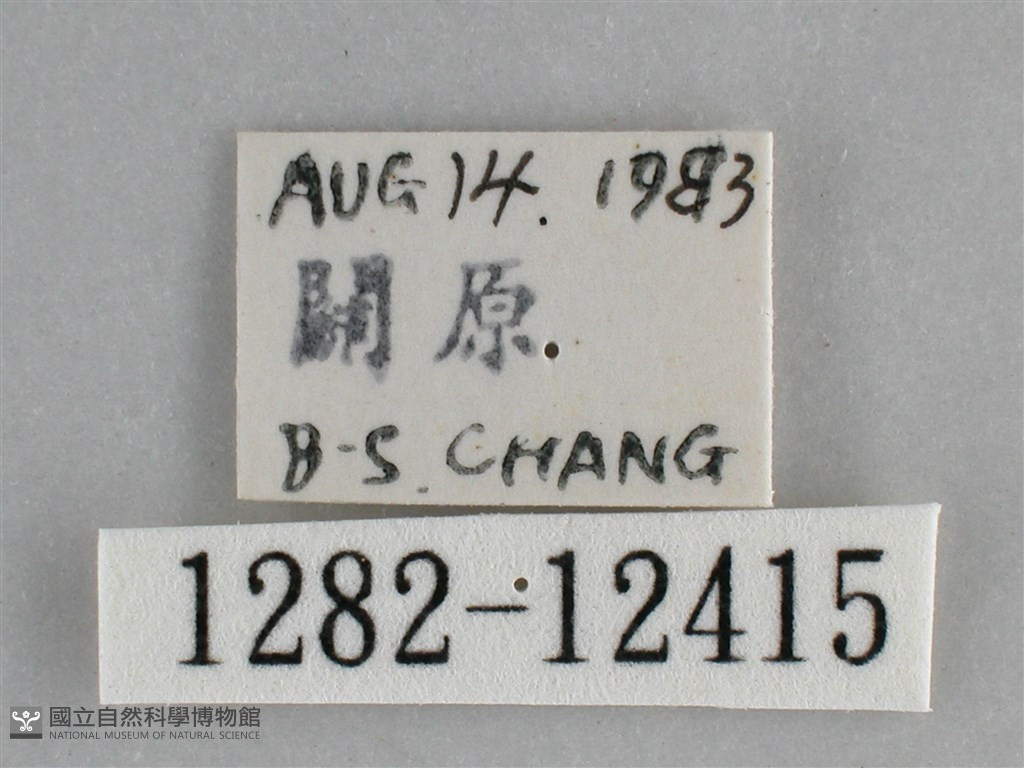 AUG 14. 1983
關原
B-S. CHANG
1282-12415
國立自然科學博物館
NATIONAL MUSEUM OF NATURAL SCIENCE